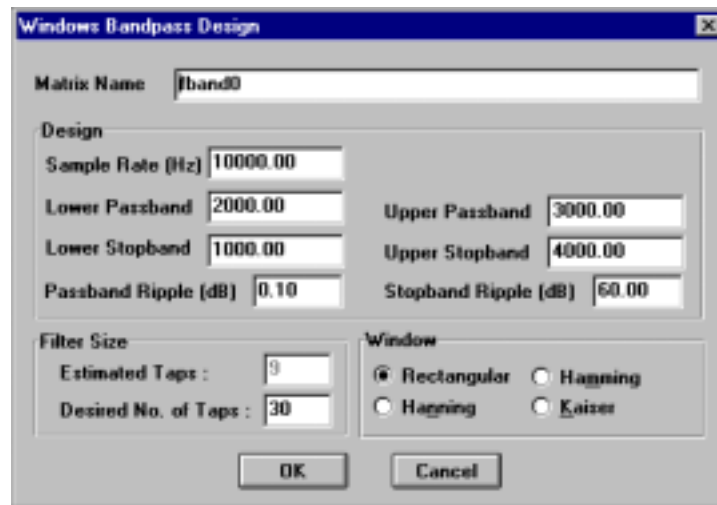 Windows Bandpass Design
Matrix Name fband0
Design
Sample Rate (Hz) 10000.00
Lower Passband 2000.00 Upper Passband 3000.00
Lower Stopband 1000.00 Upper Stopband 4000.00
Passband Ripple (dB) 0.10 Stopband Ripple (dB) 60.00
Filter Size
Estimated Taps : 9
Desired No. of Taps : 30
Window
Rectangular Hamming
Hanning Kaiser
OK Cancel